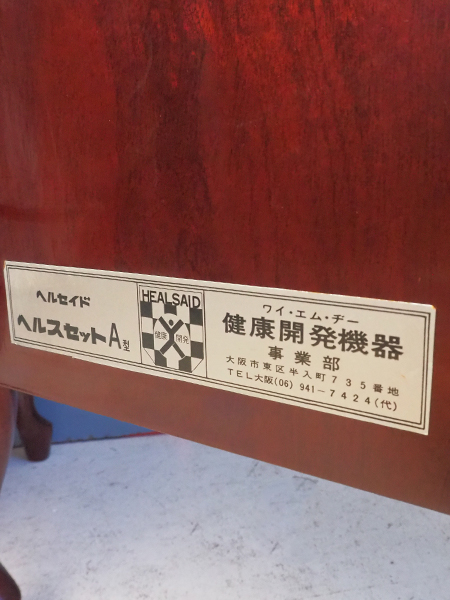 ヘルセイド
ヘルスセットA型
HEALSAID
健康 開発
ワイ・エム・ヂー
健康開発機器
事業部
大阪市東区半入町735番地
TEL大阪(06)941-7424(代)